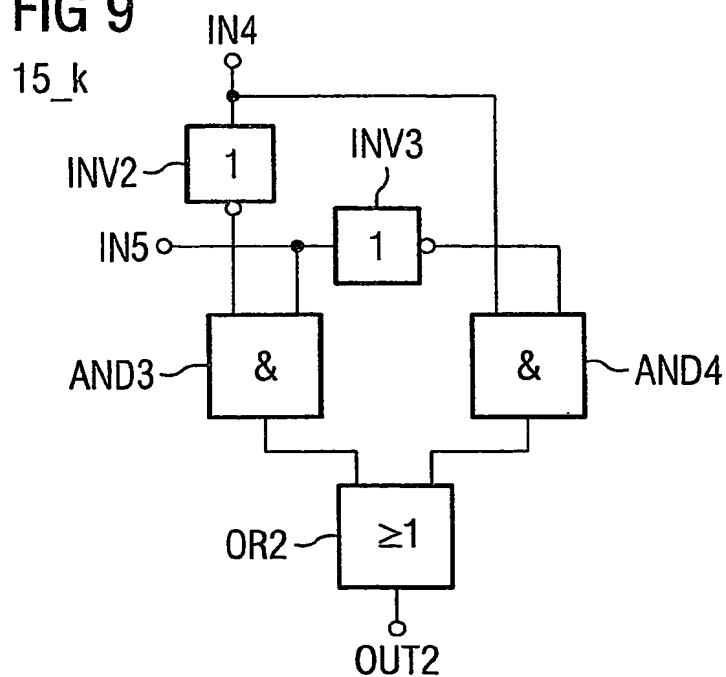 FIG 9
IN4
15_k
INV3
INV2
1
IN5
1
AND3
&
&
AND4
OR2
≥1
OUT2